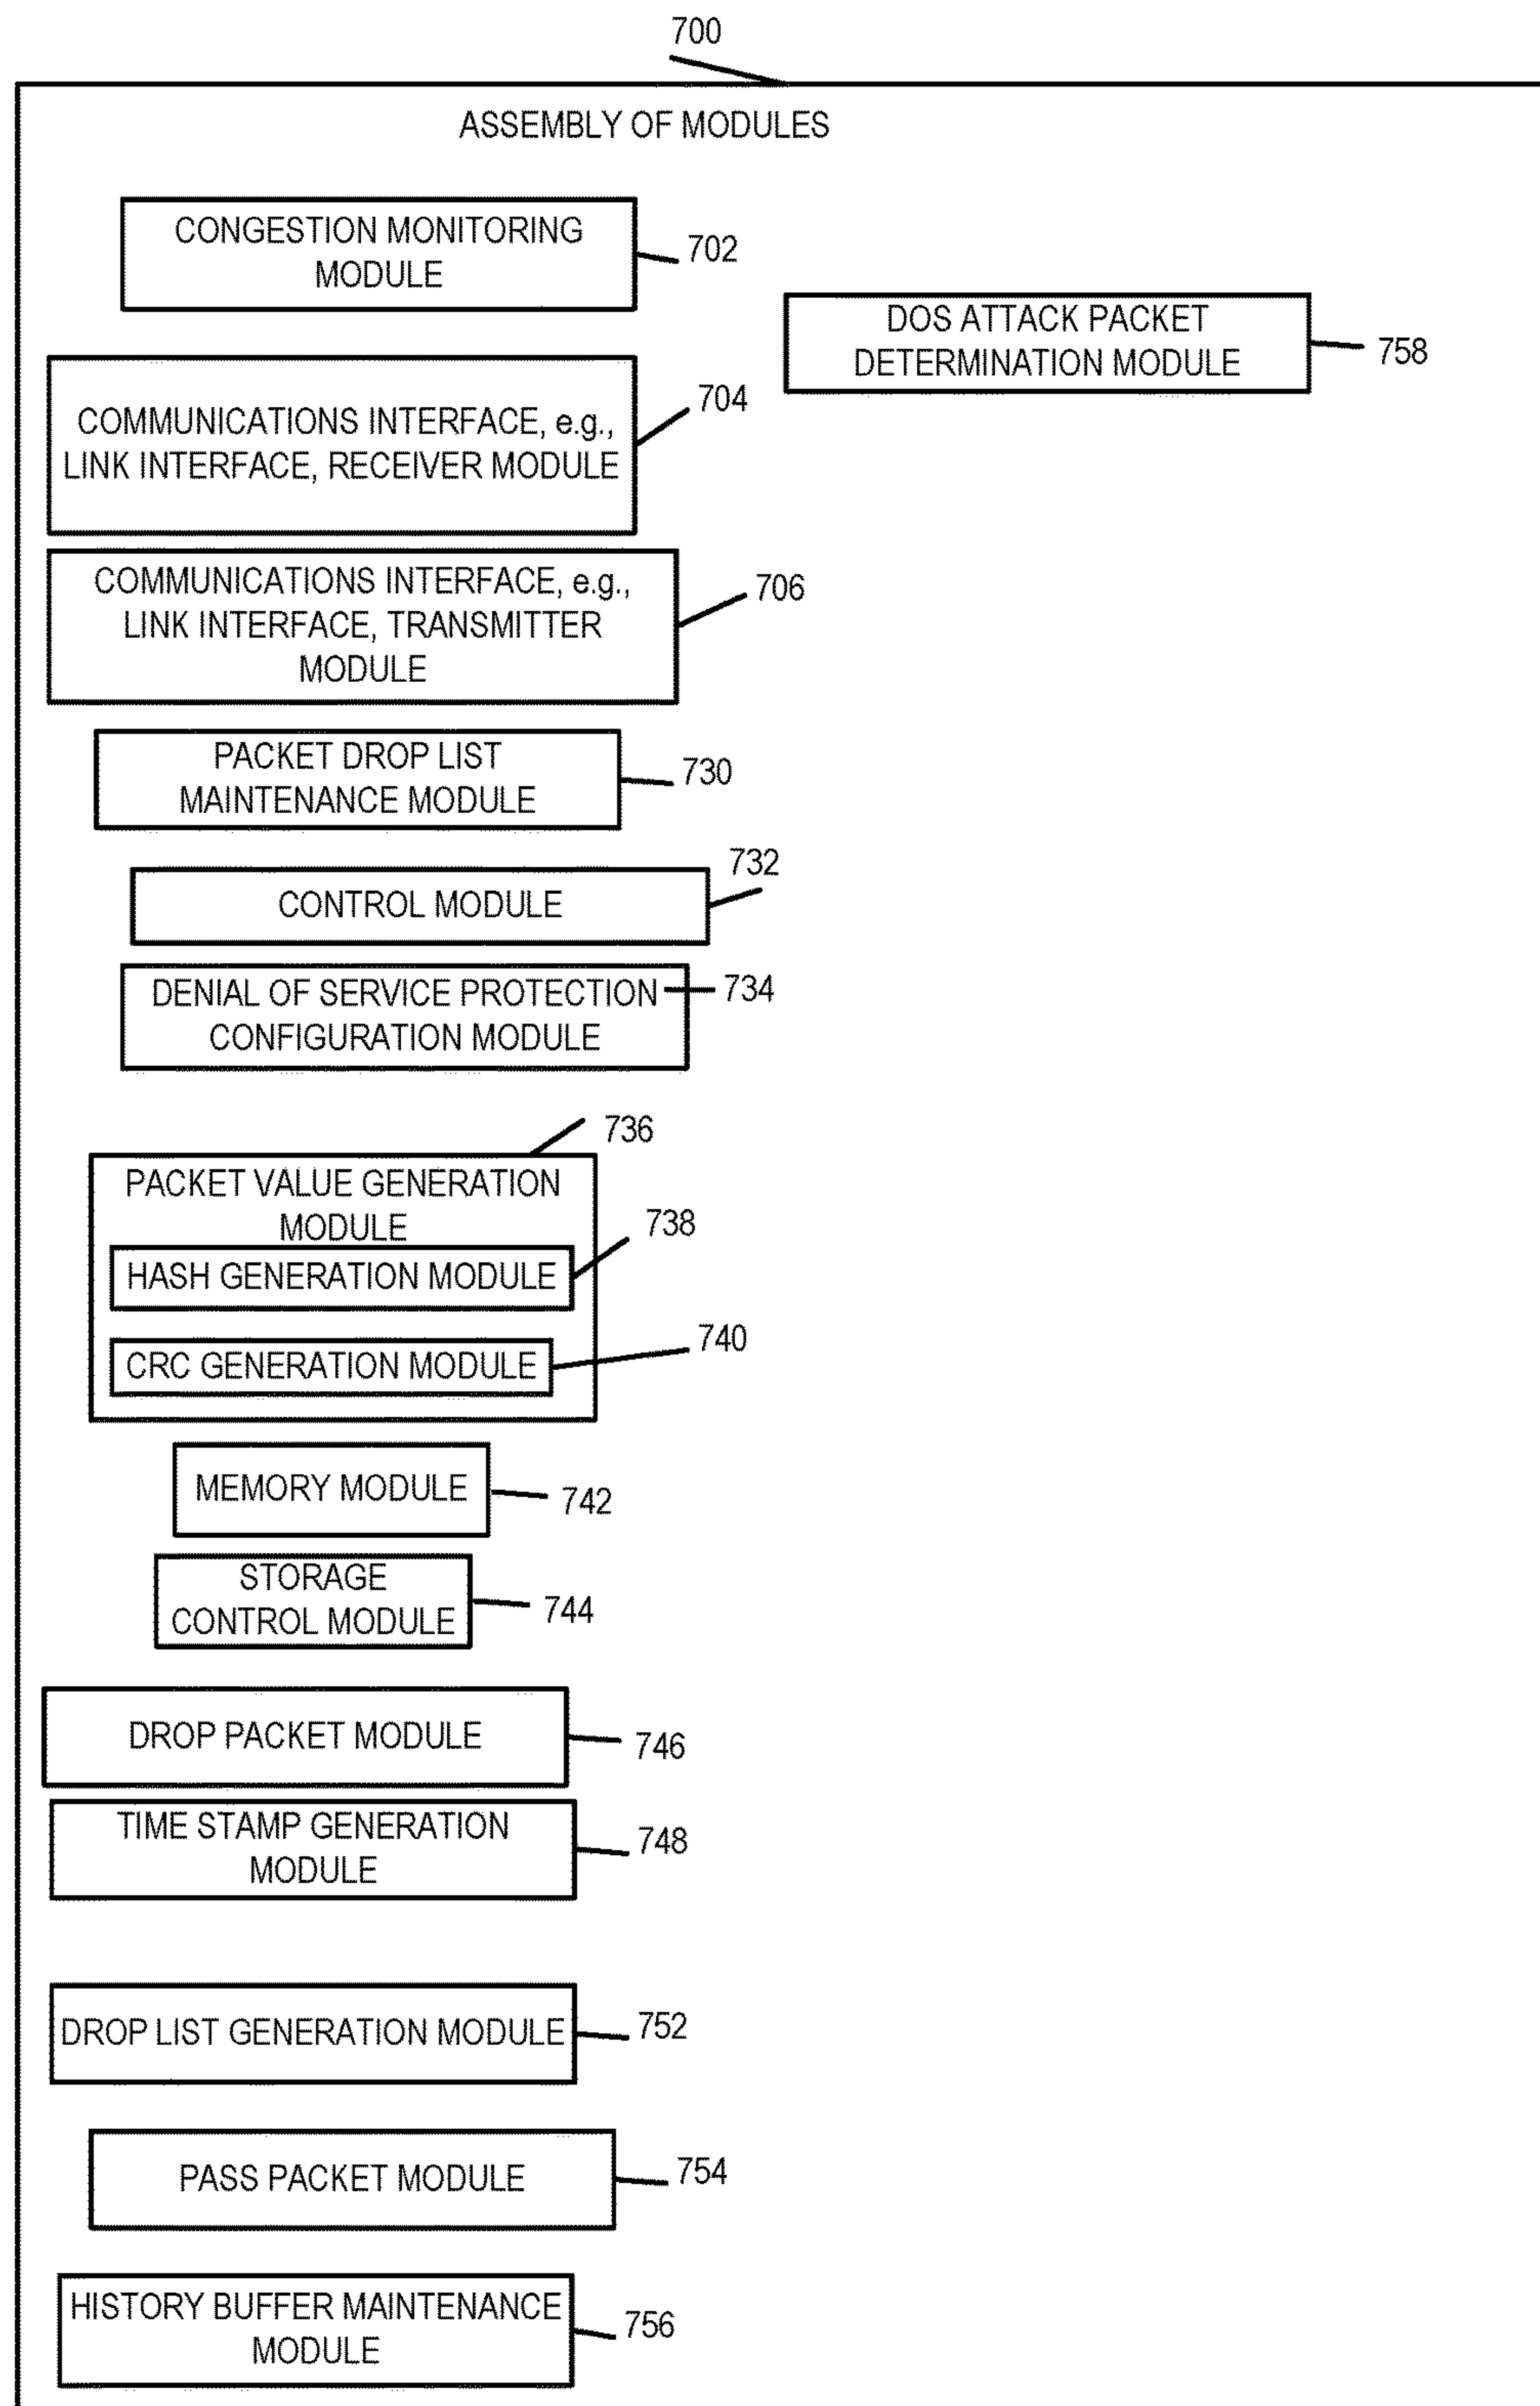 700
ASSEMBLY OF MODULES
CONGESTION MONITORING
MODULE
702
DOS ATTACK PACKET
DETERMINATION MODULE
758
COMMUNICATIONS INTERFACE, e.g.,
LINK INTERFACE, RECEIVER MODULE
704
COMMUNICATIONS INTERFACE, e.g.,
LINK INTERFACE, TRANSMITTER
MODULE
706
PACKET DROP LIST
MAINTENANCE MODULE
730
CONTROL MODULE
732
DENIAL OF SERVICE PROTECTION
CONFIGURATION MODULE
734
736
PACKET VALUE GENERATION
MODULE
738
HASH GENERATION MODULE
740
CRC GENERATION MODULE
MEMORY MODULE
742
STORAGE
CONTROL MODULE
744
DROP PACKET MODULE
746
TIME STAMP GENERATION
MODULE
748
DROP LIST GENERATION MODULE
752
PASS PACKET MODULE
754
HISTORY BUFFER MAINTENANCE
MODULE
756